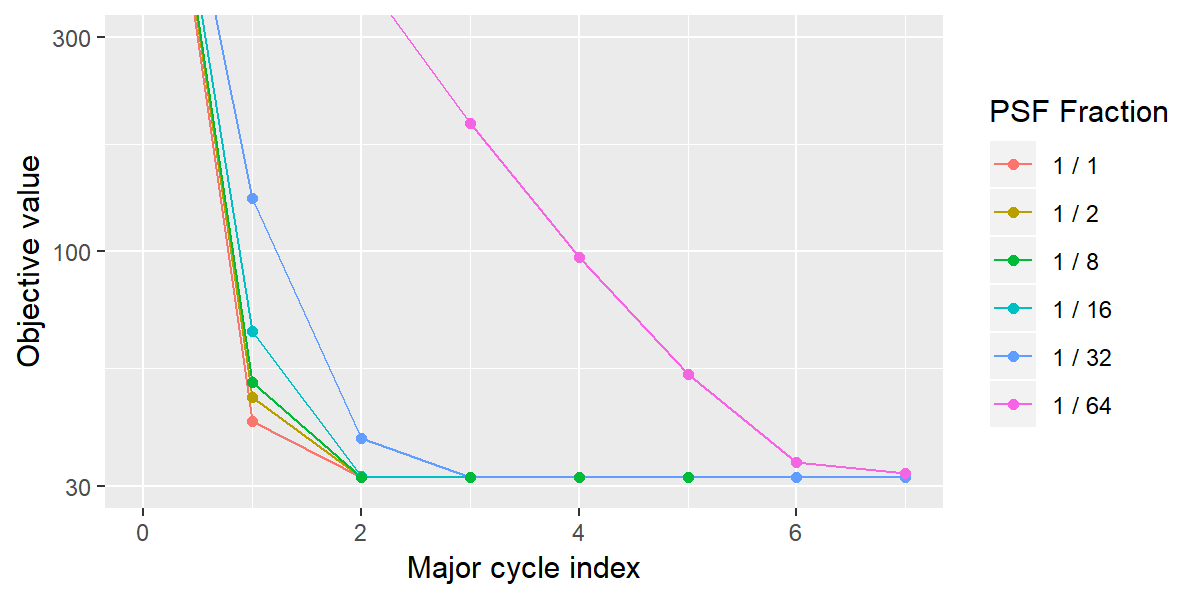 300
100
30
Objective value
0
2
4
6
Major cycle index
PSF Fraction
1 / 1
1 / 2
1 / 8
1 / 16
1 / 32
1 / 64